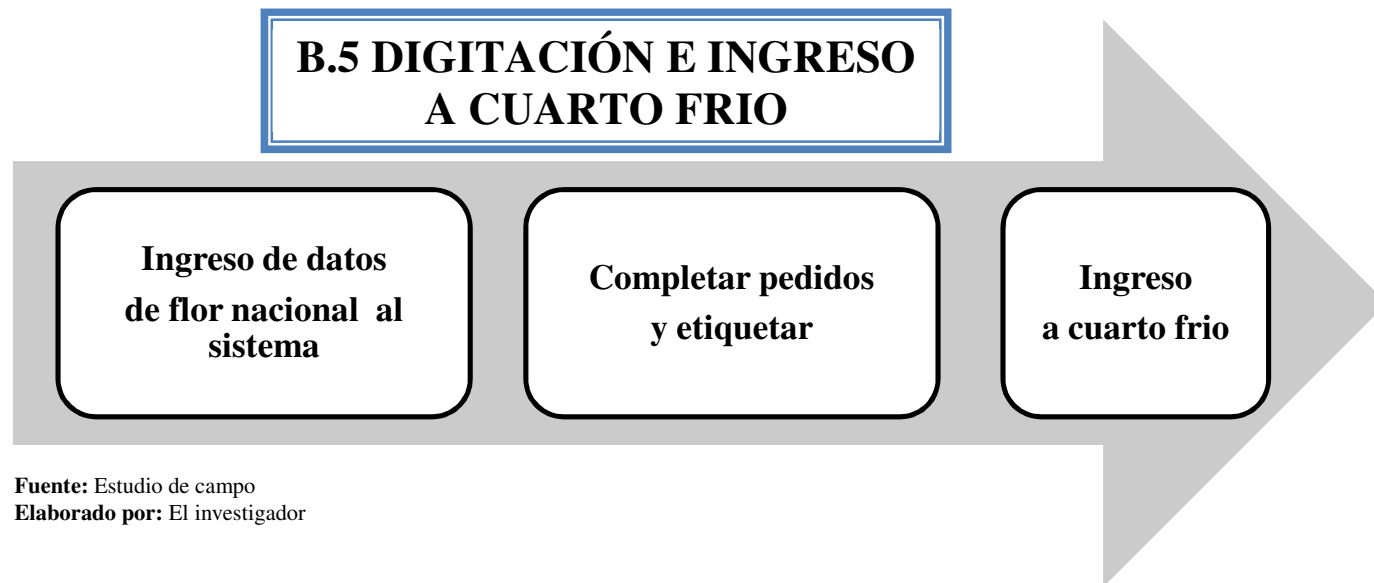 B.5 DIGITACIÓN E INGRESO
A CUARTO FRIO
Ingreso de datos
de flor nacional al
sistema
Completar pedidos
y etiquetar
Ingreso
a cuarto frio
Fuente: Estudio de campo
Elaborado por: El investigador